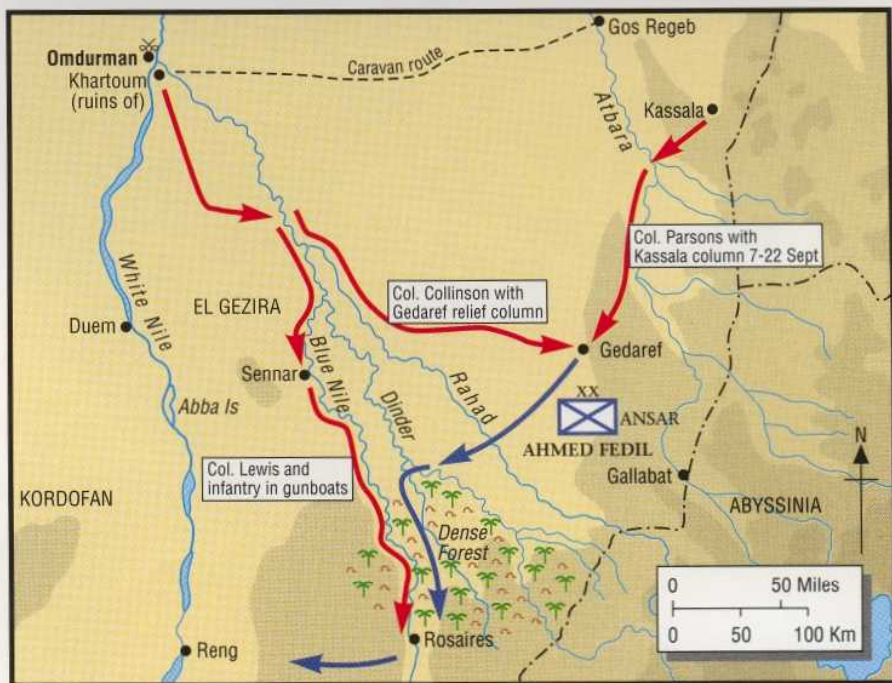 Omdurman
Khartoum
(ruins of)
Caravan route
Gos Regeb
Atbara
Kassala
Col. Parsons with
Kassala column 7-22 Sept
White Nile
EL GEZIRA
Col. Collinson with
Gedaref relief column
Duem
Gedaref
Sennar
Blue Nile
Dinder
Rahad
XX
ANSAR
AHMED FEDIL
Abba Is
N
Col. Lewis and
infantry in gunboats
Gallabat
KORDOFAN
ABYSSINIA
Dense
Forest
0 50 Miles
0 50 100 Km
Rosaires
Reng